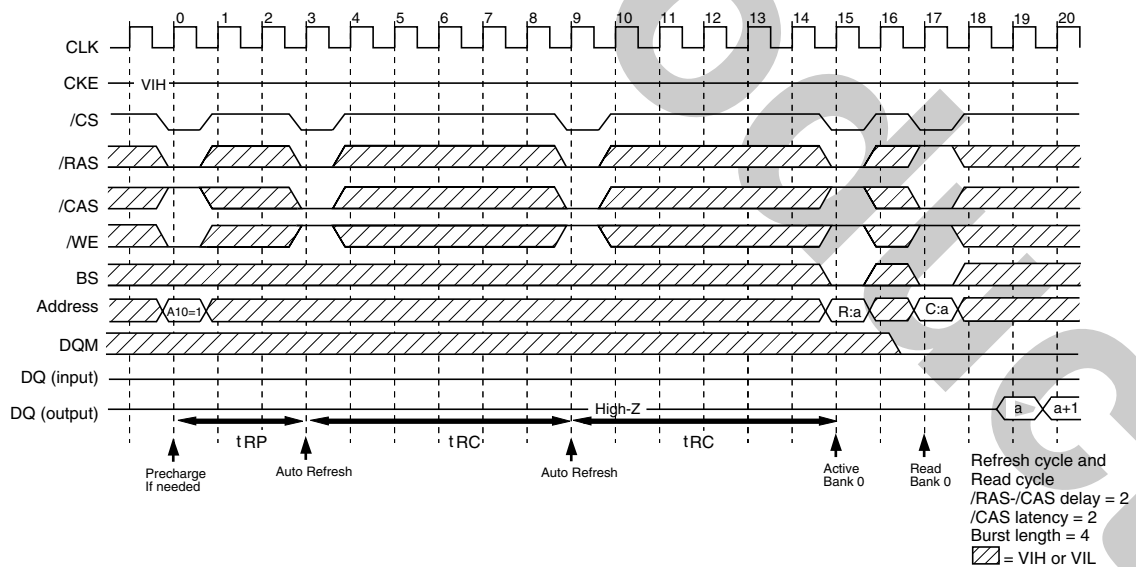 0 1 2 3 4 5 6 7 8 9 10 11 12 13 14 15 16 17 18 19 20
CLK
CKE VIH
/CS
/RAS
/CAS
/WE
BS
Address A10=1 R:a C:a
DQM
DQ (input)
DQ (output) High-Z a a+1
tRP tRC tRC
Precharge
If needed
Auto Refresh
Auto Refresh
Active
Bank 0
Read
Bank 0
Refresh cycle and
Read cycle
/RAS-/CAS delay = 2
/CAS latency = 2
Burst length = 4
= VIH or VIL